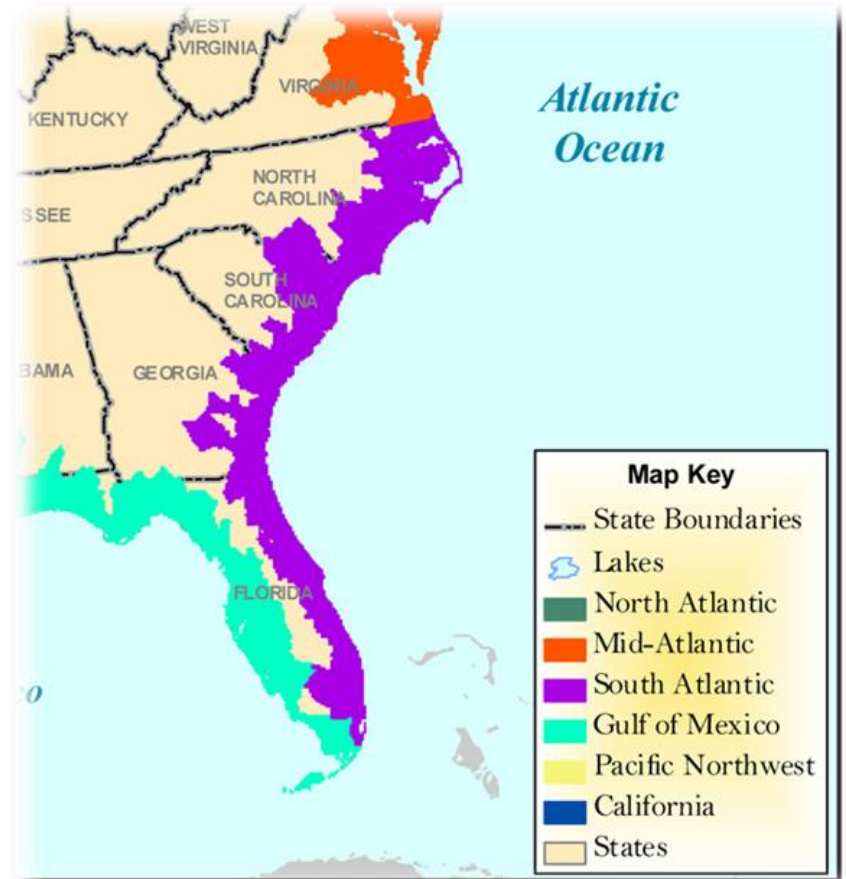 WEST
VIRGINIA
VIRGINIA
KENTUCKY
Atlantic
Ocean
NORTH
CAROLINA
SSEE
SOUTH
CAROLINA
BAMA
GEORGIA
FLORIDA
co
Map Key
State Boundaries
Lakes
North Atlantic
Mid-Atlantic
South Atlantic
Gulf of Mexico
Pacific Northwest
California
States